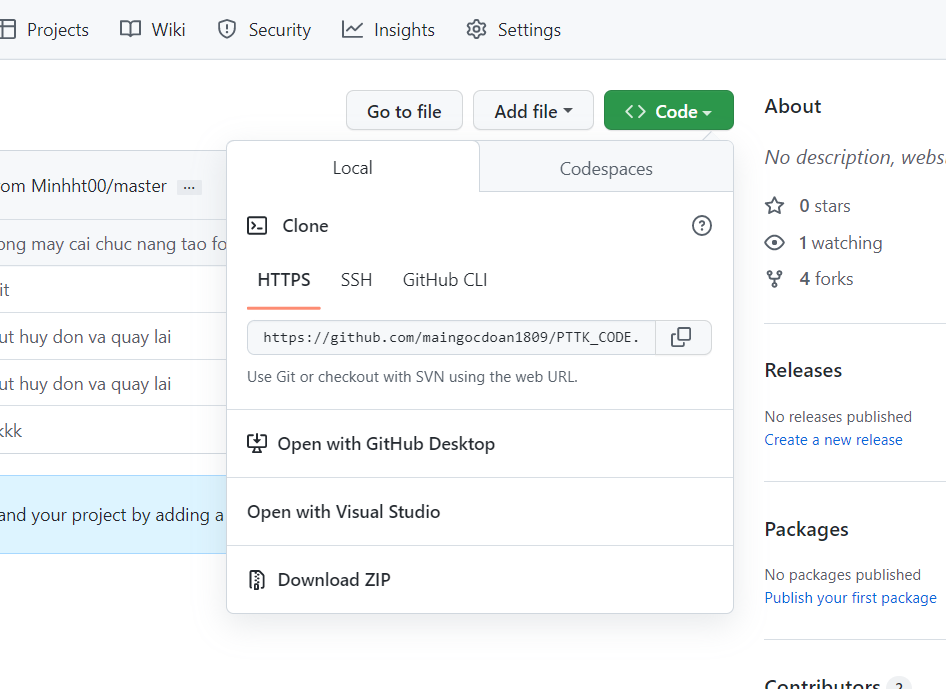 Projects
Wiki
Security
Insights
Settings
Go to file
Add file
<> Code
om Minhht00/master ...
ong may cai chuc nang tao fo
it
ut huy don va quay lai
ut huy don va quay lai
kkk
and your project by adding a
Local
Codespaces
Clone
HTTPS
SSH
GitHub CLI
https://github.com/maingocdoan1809/PTTK_CODE.
Use Git or checkout with SVN using the web URL.
Open with GitHub Desktop
Open with Visual Studio
Download ZIP
About
No description, webs
0 stars
1 watching
4 forks
Releases
No releases published
Create a new release
Packages
No packages published
Publish your first package
Contributors 2